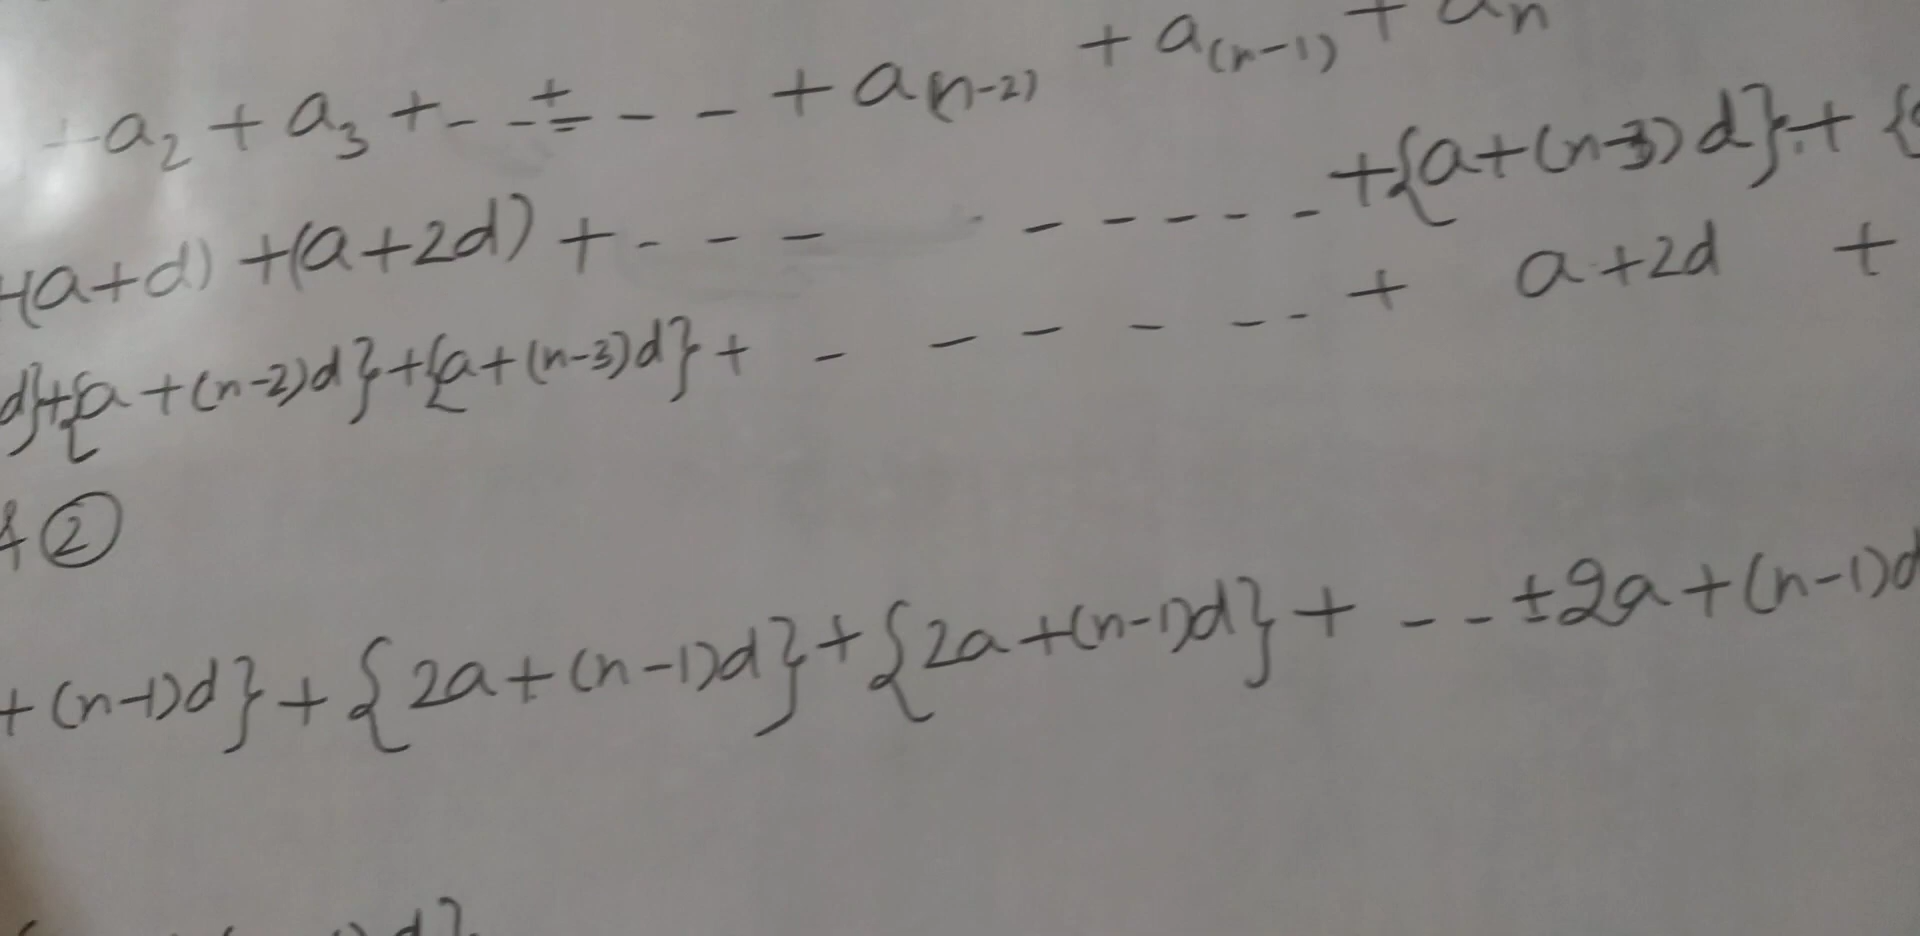 + a₂ + a₃ + - - ÷ - - + a(n-2) + a(n-1) + an
+(a+d) +(a+2d) + - - - - - - - - - +{a+(n-3)d} + {
d}+{a+(n-2)d}+{a+(n-3)d}+ - - - - - - + a+2d +
& ②
+(n-1)d}+{2a+(n-1)d}+{2a+(n-1)d}+ - - ± 2a+(n-1)d
d}